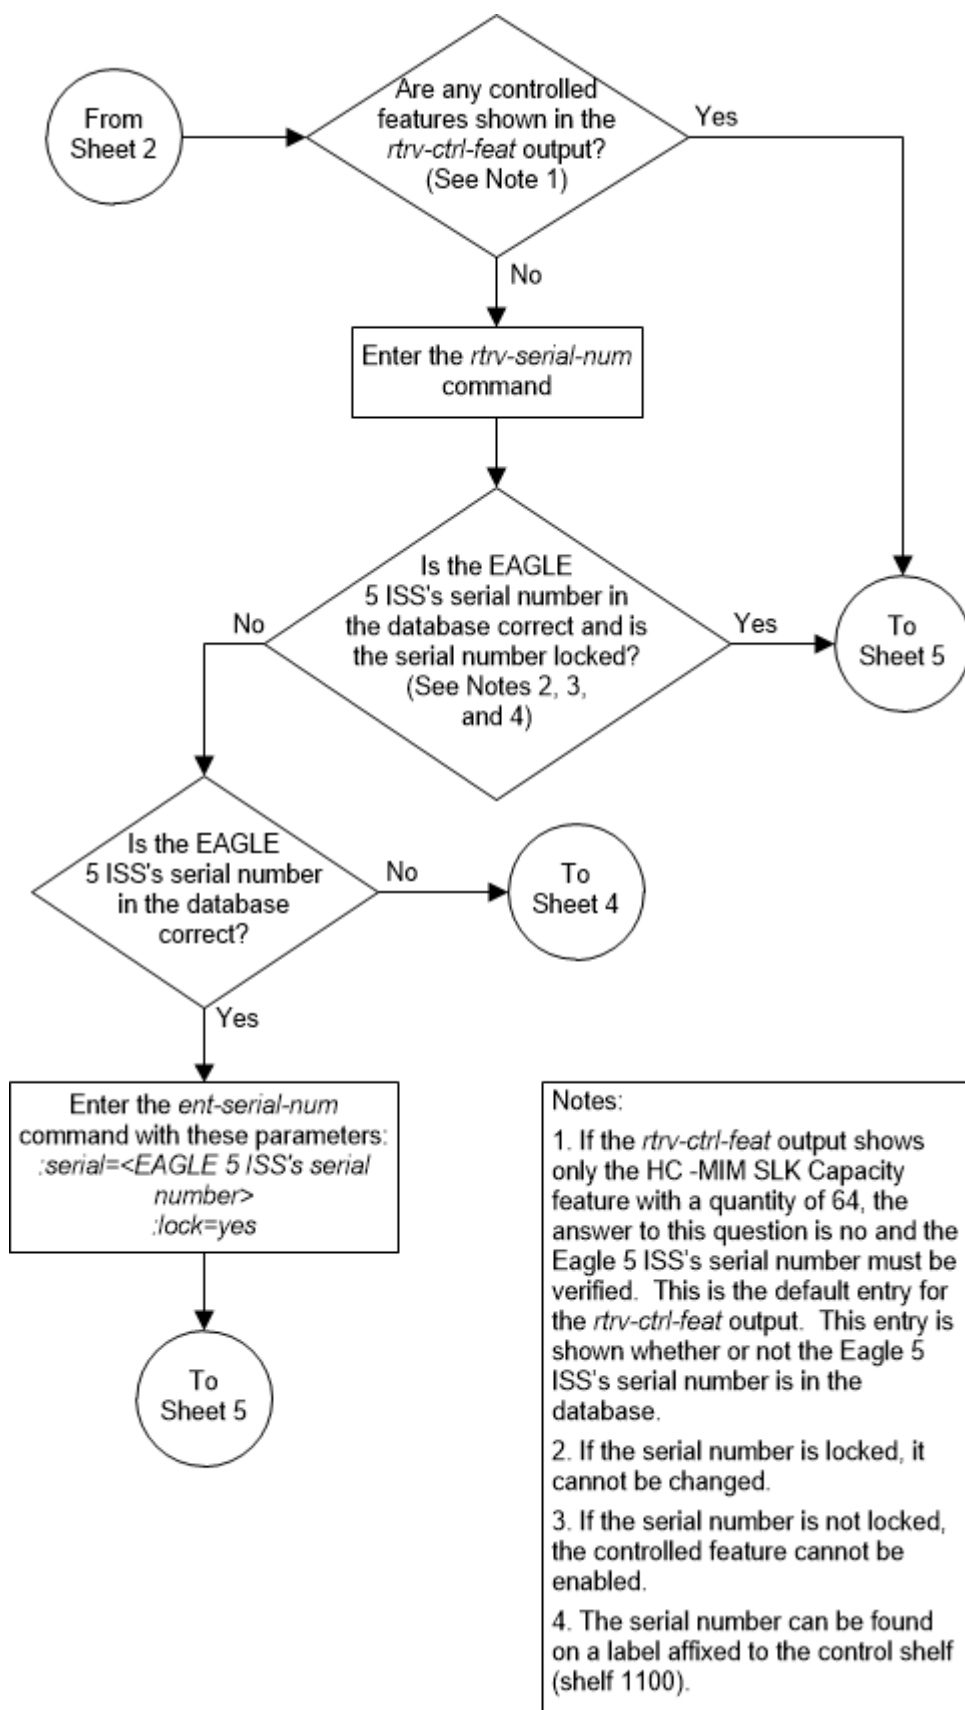 From
Sheet 2
Are any controlled
features shown in the
rtrv-ctrl-feat output?
(See Note 1)
Yes
No
Enter the rtrv-serial-num
command
Is the EAGLE
5 ISS's serial number in
the database correct and is
the serial number locked?
(See Notes 2, 3,
and 4)
No
Yes
To
Sheet 5
Is the EAGLE
5 ISS's serial number
in the database
correct?
No
To
Sheet 4
Yes
Enter the ent-serial-num
command with these parameters:
:serial=<EAGLE 5 ISS's serial
number>
:lock=yes
To
Sheet 5
Notes:
1. If the rtrv-ctrl-feat output shows
only the HC -MIM SLK Capacity
feature with a quantity of 64, the
answer to this question is no and the
Eagle 5 ISS's serial number must be
verified.  This is the default entry for
the rtrv-ctrl-feat output.  This entry is
shown whether or not the Eagle 5
ISS's serial number is in the
database.
2. If the serial number is locked, it
cannot be changed.
3. If the serial number is not locked,
the controlled feature cannot be
enabled.
4. The serial number can be found
on a label affixed to the control shelf
(shelf 1100).